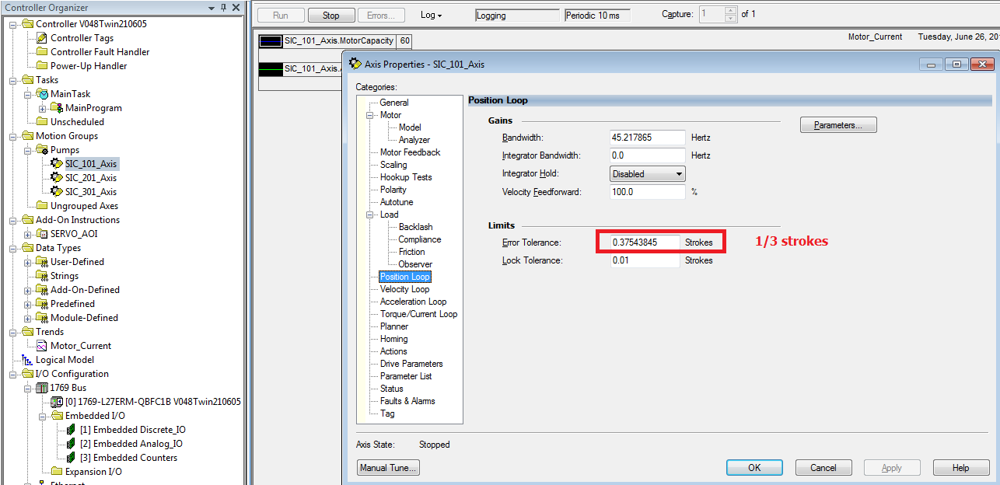 Controller Organizer
Controller V048Twin210605
Controller Tags
Controller Fault Handler
Power-Up Handler
Tasks
MainTask
MainProgram
Unscheduled
Motion Groups
Pumps
SIC_101_Axis
SIC_201_Axis
SIC_301_Axis
Ungrouped Axes
Add-On Instructions
SERVO_AOI
Data Types
User-Defined
Strings
Add-On-Defined
Predefined
Module-Defined
Trends
Motor_Current
Logical Model
I/O Configuration
1769 Bus
[0] 1769-L27ERM-QBFC1B V048Twin210605
Embedded I/O
[1] Embedded Discrete_IO
[2] Embedded Analog_IO
[3] Embedded Counters
Expansion I/O
Run Stop Errors... Log Logging Periodic 10 ms Capture: 1 of 1
SIC_101_Axis.MotorCapacity 60
Motor_Current Tuesday, June 26, 20
SIC_101_Axis.
Axis Properties - SIC_101_Axis
Categories:
General
Motor
Model
Analyzer
Motor Feedback
Scaling
Hookup Tests
Polarity
Autotune
Load
Backlash
Compliance
Friction
Observer
Position Loop
Velocity Loop
Acceleration Loop
Torque/Current Loop
Planner
Homing
Actions
Drive Parameters
Parameter List
Status
Faults & Alarms
Tag
Position Loop
Gains
Parameters...
Bandwidth: 45.217865 Hertz
Integrator Bandwidth: 0.0 Hertz
Integrator Hold: Disabled
Velocity Feedforward: 100.0 %
Limits
Error Tolerance: 0.37543845 Strokes
1/3 strokes
Lock Tolerance: 0.01 Strokes
Axis State: Stopped
Manual Tune... OK Cancel Apply Help